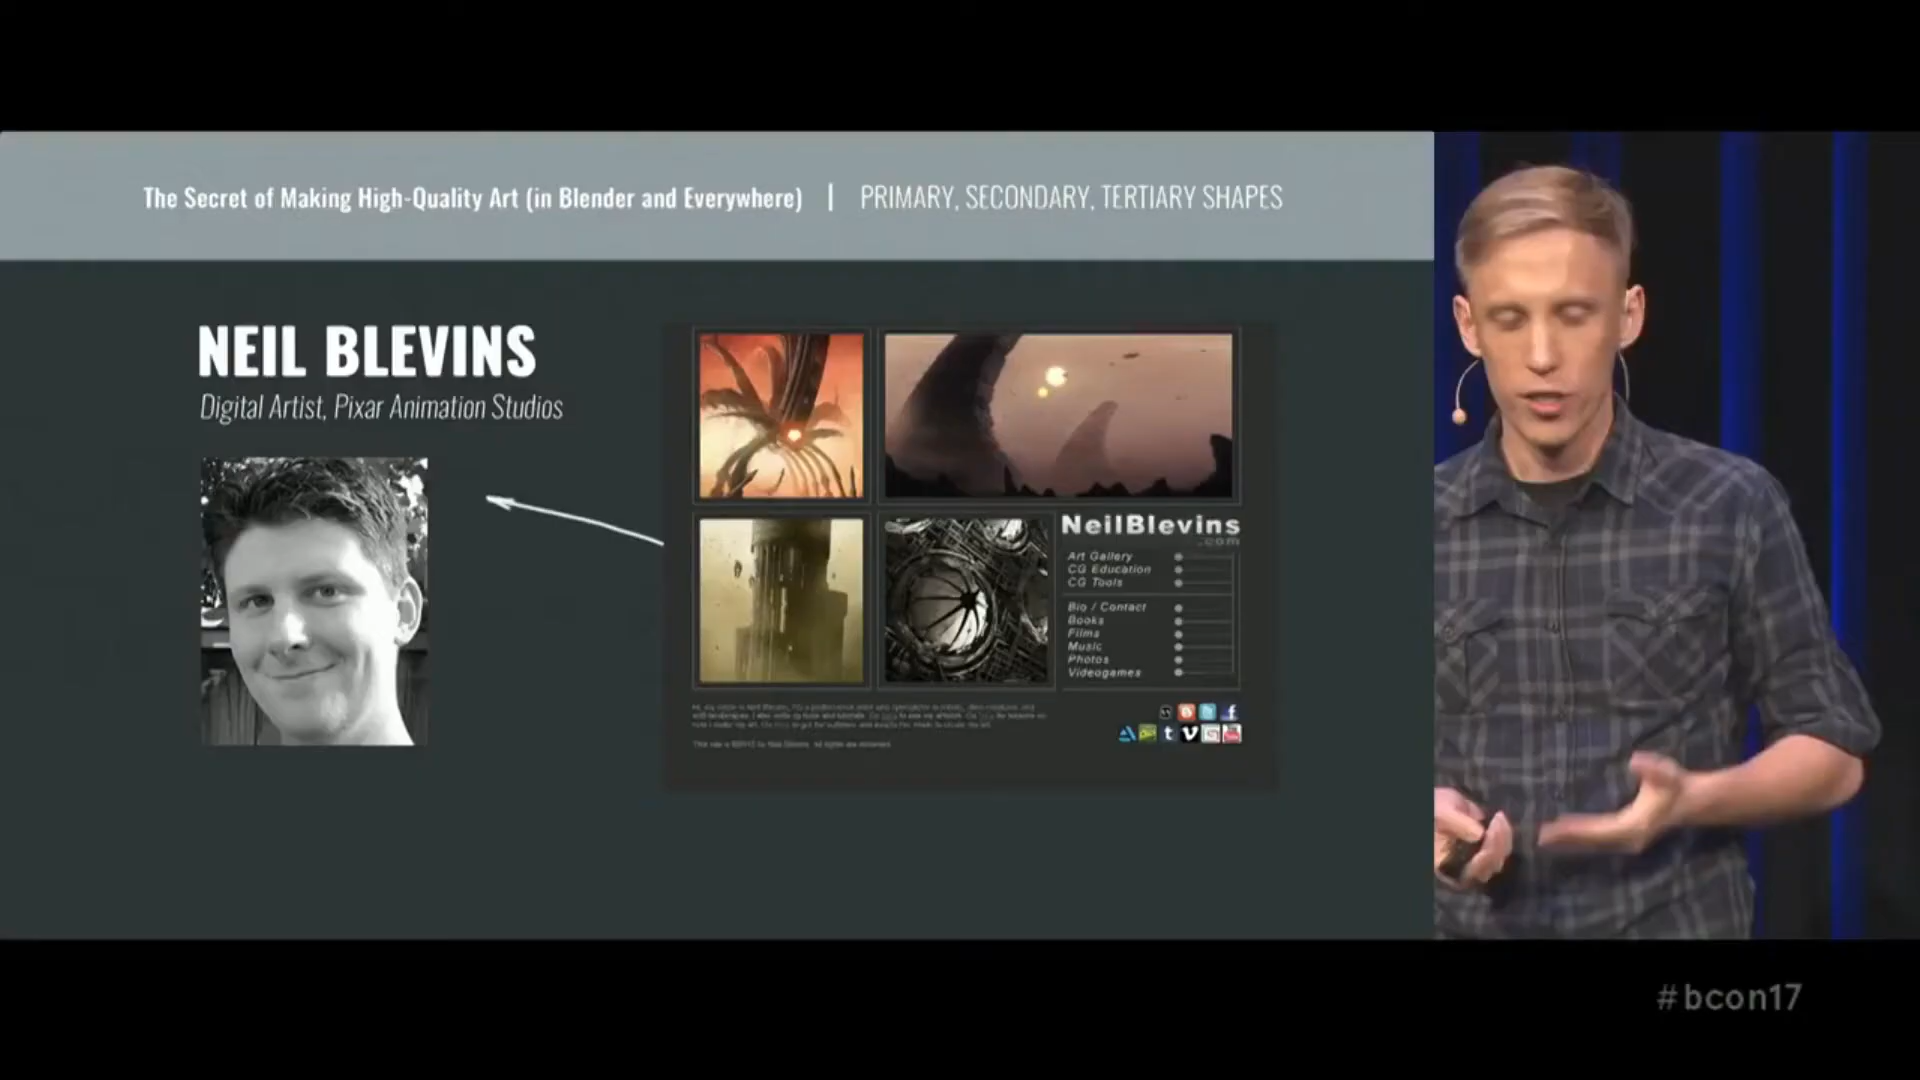 The Secret of Making High-Quality Art (in Blender and Everywhere) | PRIMARY, SECONDARY, TERTIARY SHAPES
NEIL BLEVINS
Digital Artist, Pixar Animation Studios
NeilBlevins
.com
Art Gallery
CG Education
CG Tools
Bio / Contact
Books
Films
Music
Photos
Videogames
#bcon17